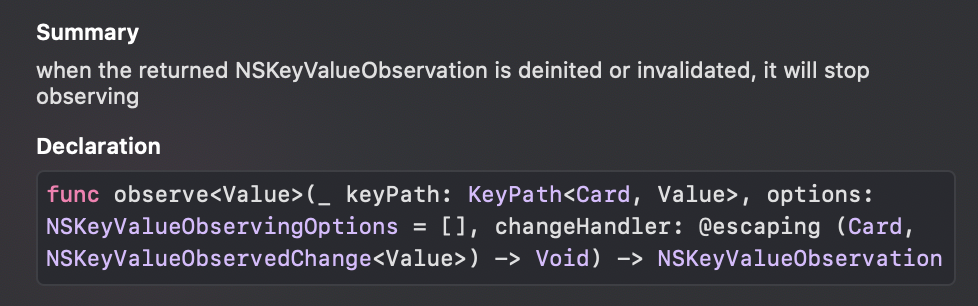 Summary
when the returned NSKeyValueObservation is deinited or invalidated, it will stop
observing
Declaration
func observe<Value>(_ keyPath: KeyPath<Card, Value>, options:
NSKeyValueObservingOptions = [], changeHandler: @escaping (Card,
NSKeyValueObservedChange<Value>) -> Void) -> NSKeyValueObservation